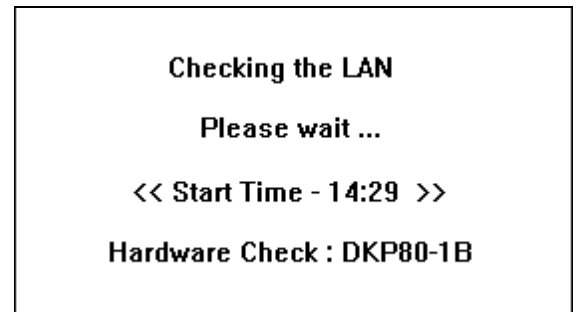 Checking the LAN
Please wait ...
<< Start Time - 14:29 >>
Hardware Check : DKP80-1B